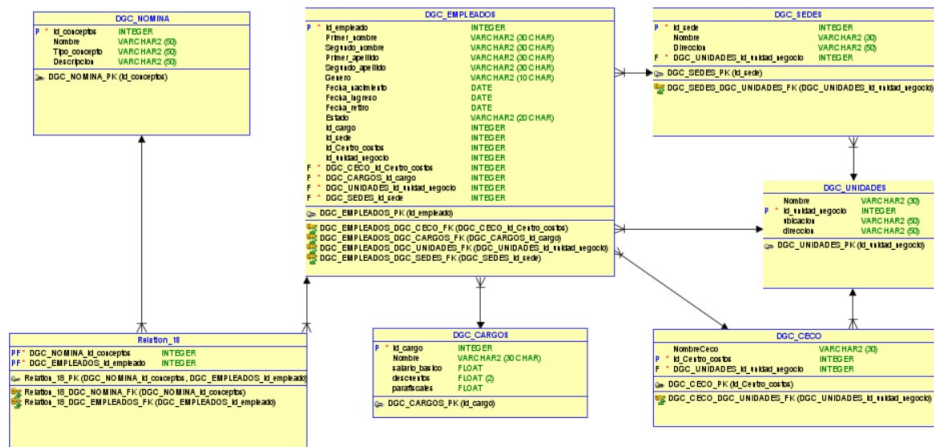 DGC_NOMINA
P * Id_conceptos INTEGER
Nombre VARCHAR2 (50)
Tipo_concepto VARCHAR2 (50)
Descripcion VARCHAR2 (50)
DGC_NOMINA_PK (Id_conceptos)
DGC_EMPLEADOS
P * Id_empleado INTEGER
Primer_nombre VARCHAR2 (30 CHAR)
Segundo_nombre VARCHAR2 (30 CHAR)
Primer_apellido VARCHAR2 (30 CHAR)
Segundo_apellido VARCHAR2 (30 CHAR)
Genero VARCHAR2 (10 CHAR)
Fecha_nacimiento DATE
Fecha_ingreso DATE
Fecha_retiro DATE
Estado VARCHAR2 (20 CHAR)
Id_cargo INTEGER
Id_sede INTEGER
Id_Centro_costos INTEGER
Id_unidad_negocio INTEGER
F * DGC_CECO_Id_Centro_costos INTEGER
F * DGC_CARGOS_Id_cargo INTEGER
F * DGC_UNIDADES_Id_unidad_negocio INTEGER
F * DGC_SEDES_Id_sede INTEGER
DGC_EMPLEADOS_PK (Id_empleado)
DGC_EMPLEADOS_DGC_CECO_FK (DGC_CECO_Id_Centro_costos)
DGC_EMPLEADOS_DGC_CARGOS_FK (DGC_CARGOS_Id_cargo)
DGC_EMPLEADOS_DGC_UNIDADES_FK (DGC_UNIDADES_Id_unidad_negocio)
DGC_EMPLEADOS_DGC_SEDES_FK (DGC_SEDES_Id_sede)
DGC_SEDES
P * Id_sede INTEGER
Nombre VARCHAR2 (30)
Direccion VARCHAR2 (50)
F * DGC_UNIDADES_Id_unidad_negocio INTEGER
DGC_SEDES_PK (Id_sede)
DGC_SEDES_DGC_UNIDADES_FK (DGC_UNIDADES_Id_unidad_negocio)
DGC_UNIDADES
Nombre VARCHAR2 (30)
P * Id_unidad_negocio INTEGER
ubicacion VARCHAR2 (50)
direccion VARCHAR2 (50)
DGC_UNIDADES_PK (Id_unidad_negocio)
Relation_18
PF * DGC_NOMINA_Id_conceptos INTEGER
PF * DGC_EMPLEADOS_Id_empleado INTEGER
Relation_18_PK (DGC_NOMINA_Id_conceptos, DGC_EMPLEADOS_Id_empleado)
Relation_18_DGC_NOMINA_FK (DGC_NOMINA_Id_conceptos)
Relation_18_DGC_EMPLEADOS_FK (DGC_EMPLEADOS_Id_empleado)
DGC_CARGOS
P * Id_cargo INTEGER
Nombre VARCHAR2 (30 CHAR)
salario_basico FLOAT
descuentos FLOAT (2)
parafiscales FLOAT
DGC_CARGOS_PK (Id_cargo)
DGC_CECO
NombreCeco VARCHAR2 (30)
P * Id_Centro_costos INTEGER
F * DGC_UNIDADES_Id_unidad_negocio INTEGER
DGC_CECO_PK (Id_Centro_costos)
DGC_CECO_DGC_UNIDADES_FK (DGC_UNIDADES_Id_unidad_negocio)